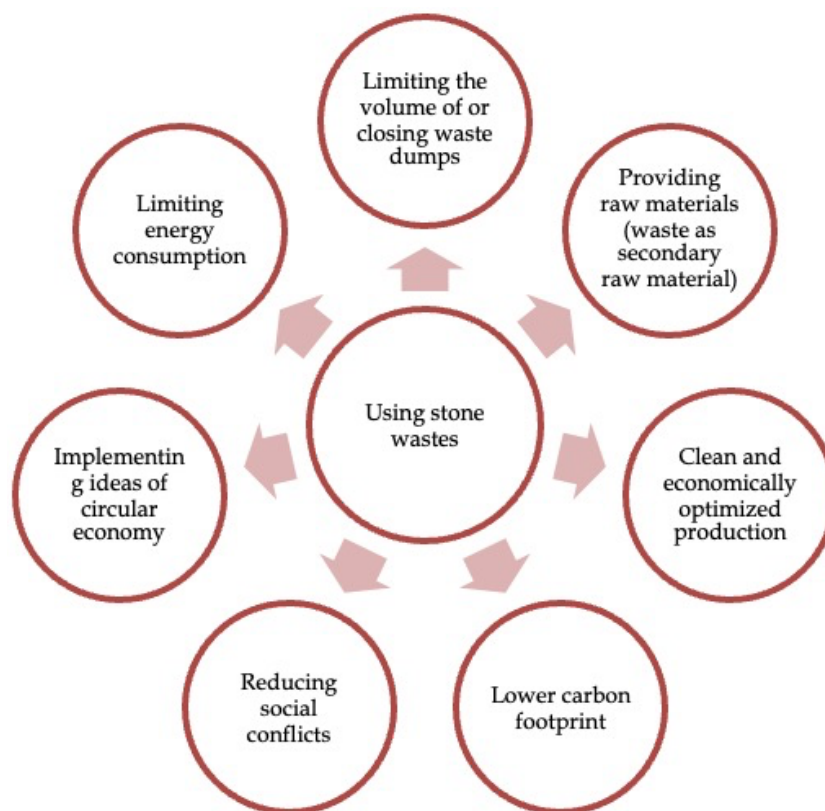 Limiting the
volume of or
closing waste
dumps
Providing
raw materials
(waste as
secondary
raw material)
Clean and
economically
optimized
production
Lower carbon
footprint
Reducing
social
conflicts
Implementin
g ideas of
circular
economy
Limiting
energy
consumption
Using stone
wastes